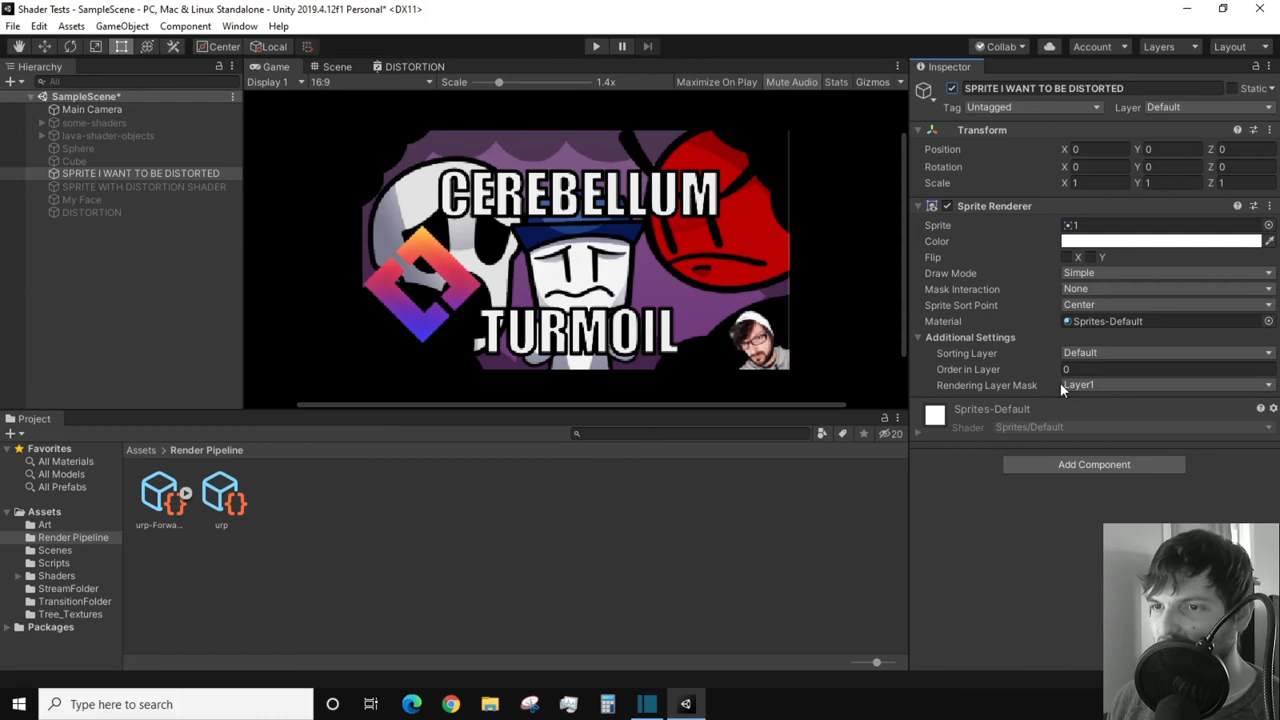 Shader Tests - SampleScene - PC, Mac & Linux Standalone - Unity 2019.4.12f1 Personal* <DX11>
File Edit Assets GameObject Component Window Help
Center Local Collab Account Layers Layout
Hierarchy
All
SampleScene*
Main Camera
some-shaders
lava-shader-objects
Sphere
Cube
SPRITE I WANT TO BE DISTORTED
SPRITE WITH DISTORTION SHADER
My Face
DISTORTION
Game Scene DISTORTION
Display 1 16:9 Scale 1.4x Maximize On Play Mute Audio Stats Gizmos
CEREBELLUM
TURMOIL
Inspector
SPRITE I WANT TO BE DISTORTED Static
Tag Untagged Layer Default
Transform
Position X 0 Y 0 Z 0
Rotation X 0 Y 0 Z 0
Scale X 1 Y 1 Z 1
Sprite Renderer
Sprite 1
Color
Flip X Y
Draw Mode Simple
Mask Interaction None
Sprite Sort Point Center
Material Sprites-Default
Additional Settings
Sorting Layer Default
Order in Layer 0
Rendering Layer Mask Layer1
Sprites-Default
Shader Sprites/Default
Add Component
Project
20
Favorites
All Materials
All Models
All Prefabs
Assets
Art
Render Pipeline
Scenes
Scripts
Shaders
StreamFolder
TransitionFolder
Tree_Textures
Packages
Assets Render Pipeline
urp-Forwa... urp
Type here to search